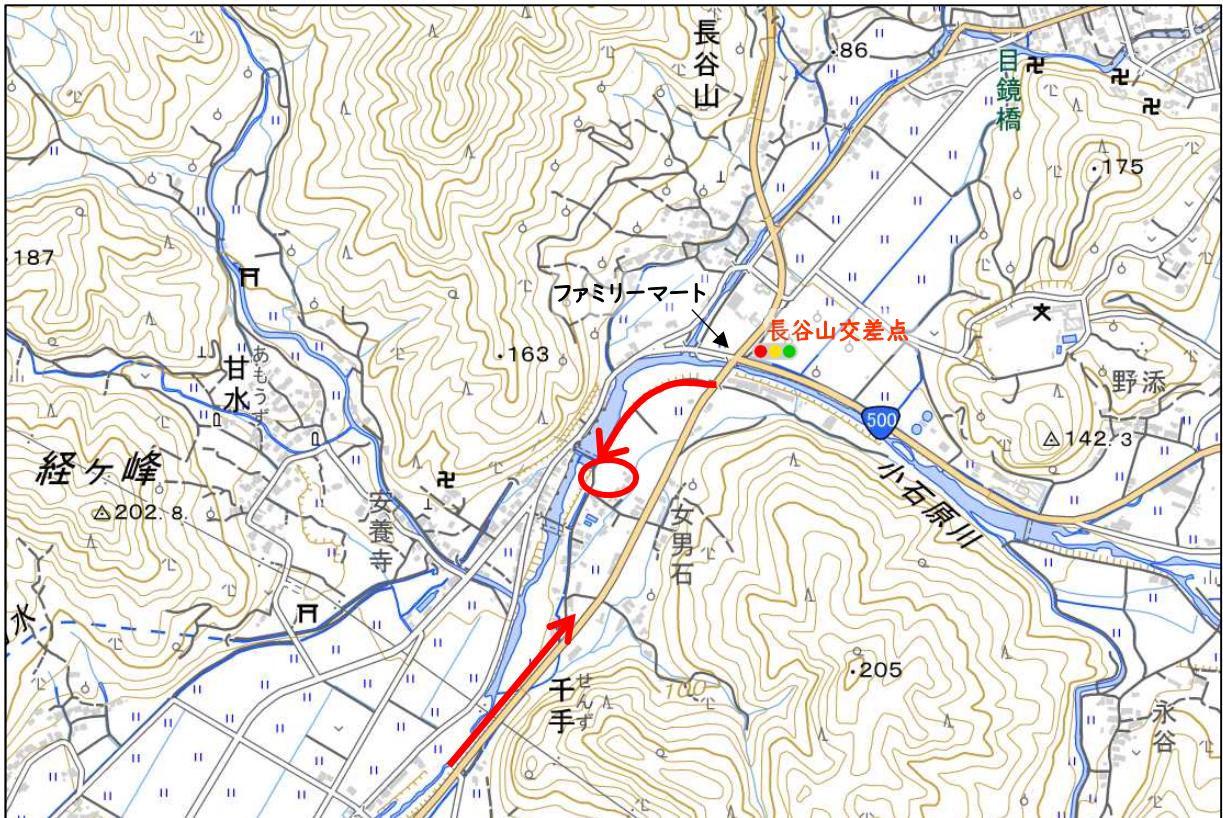 長谷山
・86
目鏡橋
・175
・187
ファミリーマート
長谷山交差点
・163
甘水
あもうず
野添
500
△142.3
経ヶ峰
△202.8
安養寺
女男石
小石原川
水
・205
千手
せんず
100
永谷